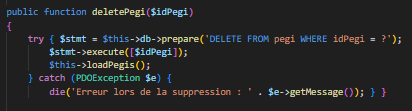 public function deletePegi($idPegi)
{
try { $stmt = $this->db->prepare('DELETE FROM pegi WHERE idPegi = ?');
$stmt->execute([$idPegi]);
$this->loadPegis();
} catch (PDOException $e) {
die('Erreur lors de la suppression : ' . $e->getMessage()); } }